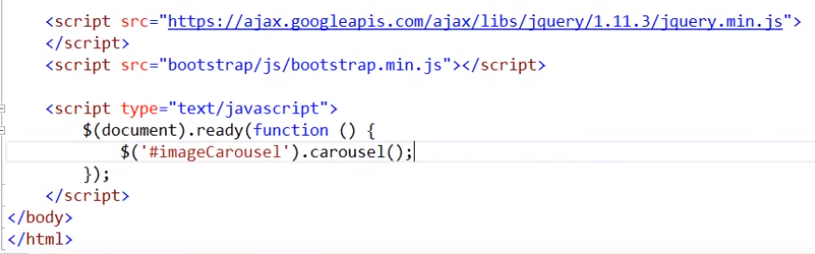 <script src="https://ajax.googleapis.com/ajax/libs/jquery/1.11.3/jquery.min.js">
</script>
<script src="bootstrap/js/bootstrap.min.js"></script>
<script type="text/javascript">
$(document).ready(function () {
$('#imageCarousel').carousel();
});
</script>
</body>
</html>